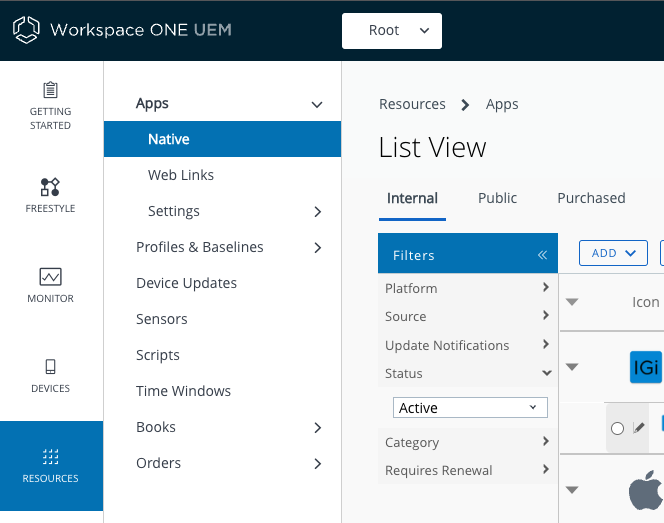 Workspace ONE UEM
Root
GETTING
STARTED
FREESTYLE
MONITOR
DEVICES
RESOURCES
Apps
Native
Web Links
Settings
Profiles & Baselines
Device Updates
Sensors
Scripts
Time Windows
Books
Orders
Resources
Apps
List View
Internal
Public
Purchased
Filters
ADD
Platform
Source
Update Notifications
Status
Active
Category
Requires Renewal
Icon
IGi